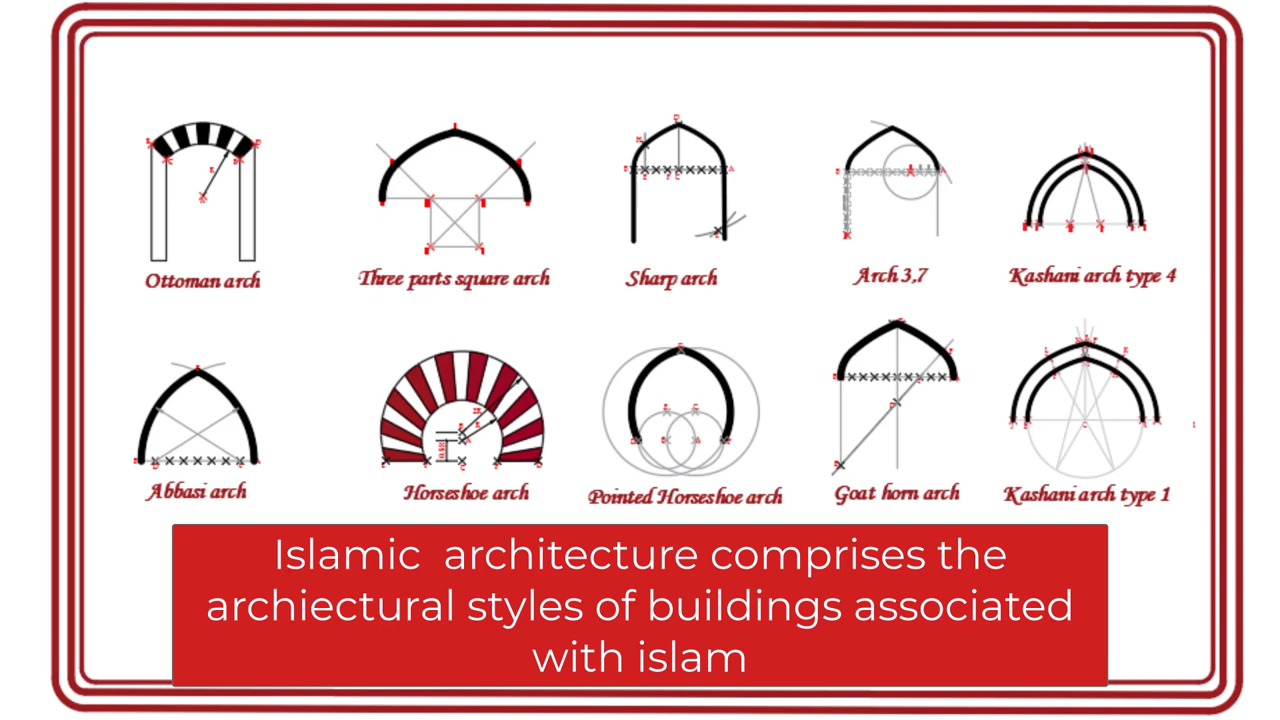 Ottoman arch
Three parts square arch
Sharp arch
Arch 3,7
Kashani arch type 4
Abbasi arch
Horseshoe arch
Pointed Horseshoe arch
Goat horn arch
Kashani arch type 1
Islamic architecture comprises the
archiectural styles of buildings associated
with islam